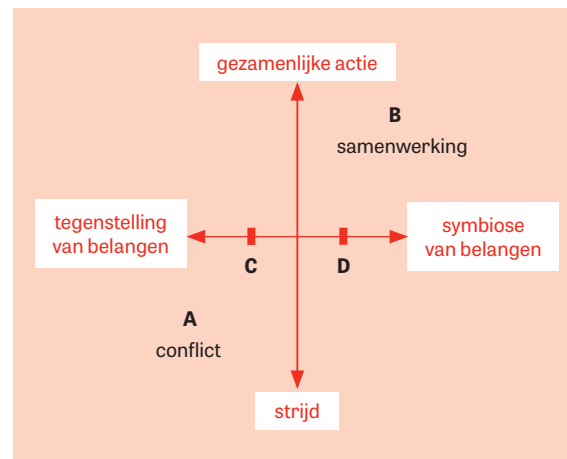 gezamenlijke actie
B
samenwerking
tegenstelling
van belangen
symbiose
van belangen
C
D
A
conflict
strijd